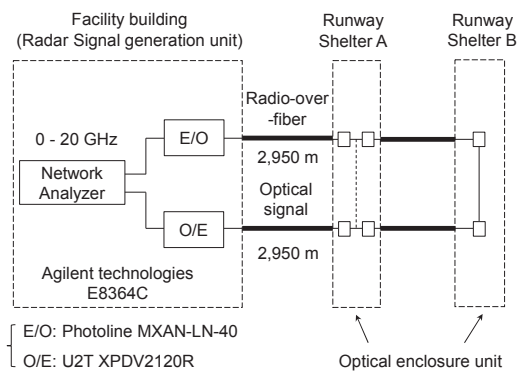 Facility building
(Radar Signal generation unit)
Runway
Shelter A
Runway
Shelter B
Radio-over
-fiber
0 - 20 GHz
E/O
2,950 m
Network
Analyzer
Optical
signal
O/E
2,950 m
Agilent technologies
E8364C
E/O: Photoline MXAN-LN-40
O/E: U2T XPDV2120R
Optical enclosure unit